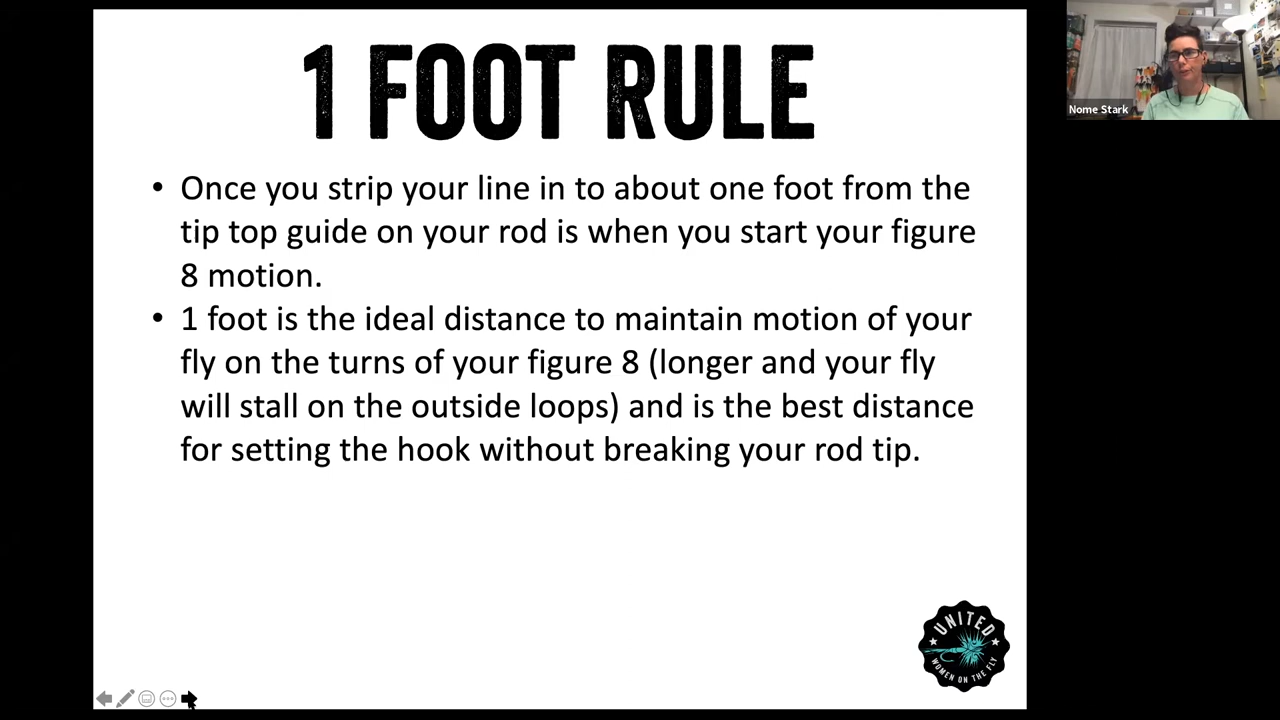 1 FOOT RULE
• Once you strip your line in to about one foot from the
tip top guide on your rod is when you start your figure
8 motion.
• 1 foot is the ideal distance to maintain motion of your
fly on the turns of your figure 8 (longer and your fly
will stall on the outside loops) and is the best distance
for setting the hook without breaking your rod tip.
Nome Stark
UNITED
WOMEN ON THE FLY